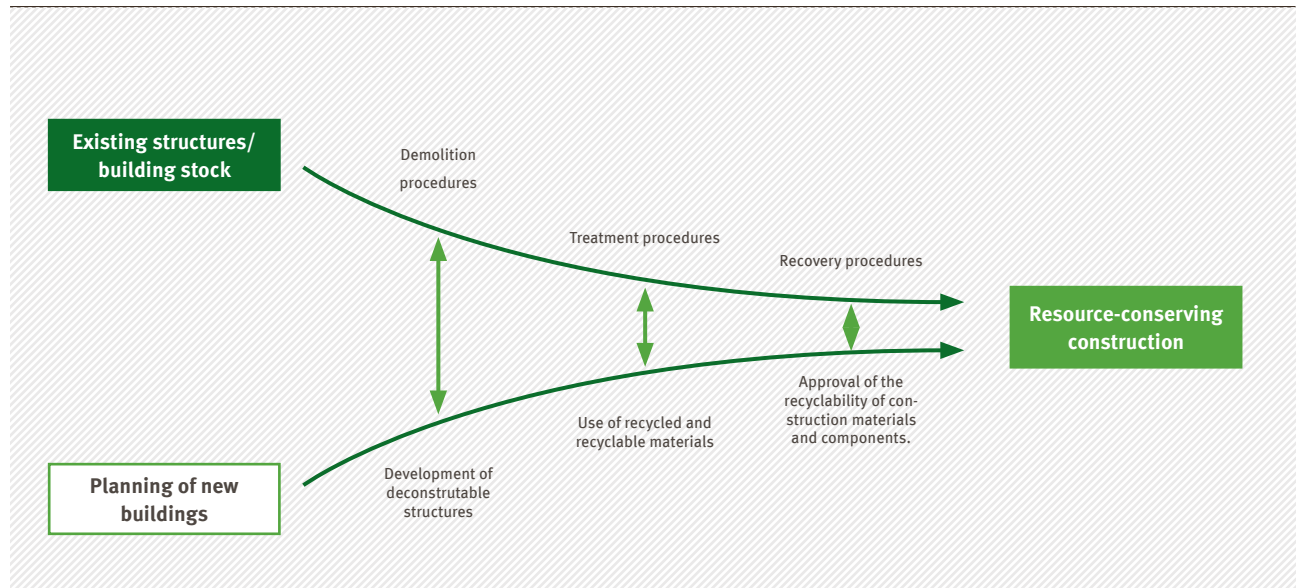 Existing structures/
building stock
Demolition
procedures
Treatment procedures
Recovery procedures
Resource-conserving
construction
Approval of the
recyclability of con-
struction materials
and components.
Use of recycled and
recyclable materials
Development of
deconstrutable
structures
Planning of new
buildings